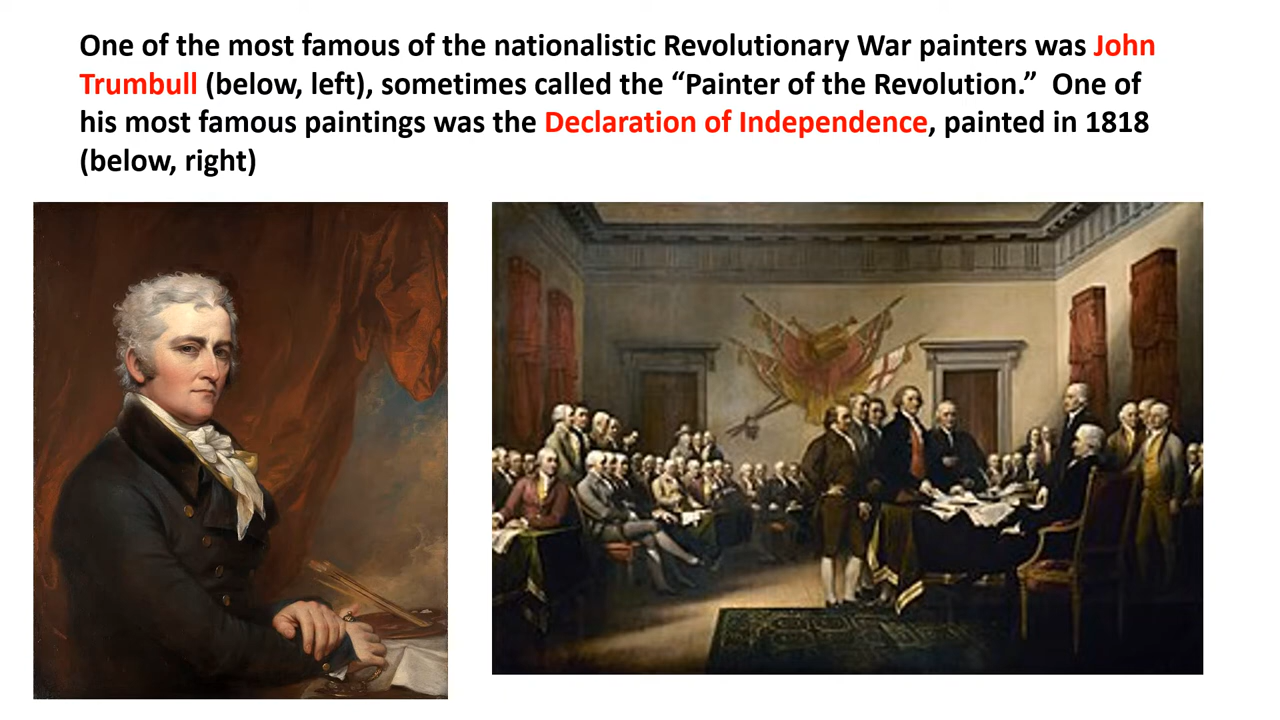 One of the most famous of the nationalistic Revolutionary War painters was John
Trumbull (below, left), sometimes called the “Painter of the Revolution.”  One of
his most famous paintings was the Declaration of Independence, painted in 1818
(below, right)